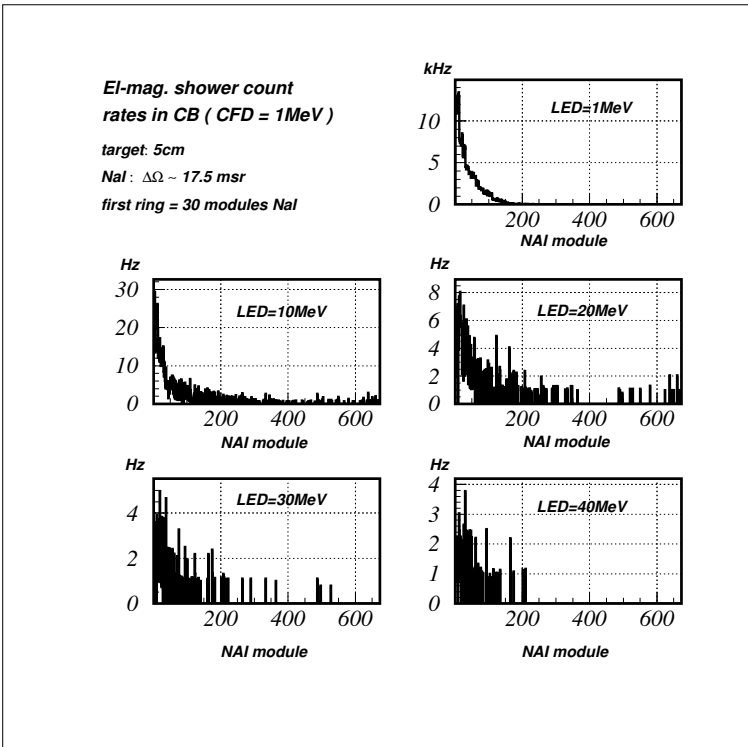 El-mag. shower count
rates in CB ( CFD = 1MeV )
target: 5cm
NaI : ΔΩ ~ 17.5 msr
first ring = 30 modules NaI
kHz
LED=1MeV
10
5
0
200 400 600
NAI module
Hz
LED=10MeV
30
20
10
0
200 400 600
NAI module
Hz
LED=20MeV
8
6
4
2
0
200 400 600
NAI module
Hz
LED=30MeV
4
2
0
200 400 600
NAI module
Hz
LED=40MeV
4
3
2
1
0
200 400 600
NAI module